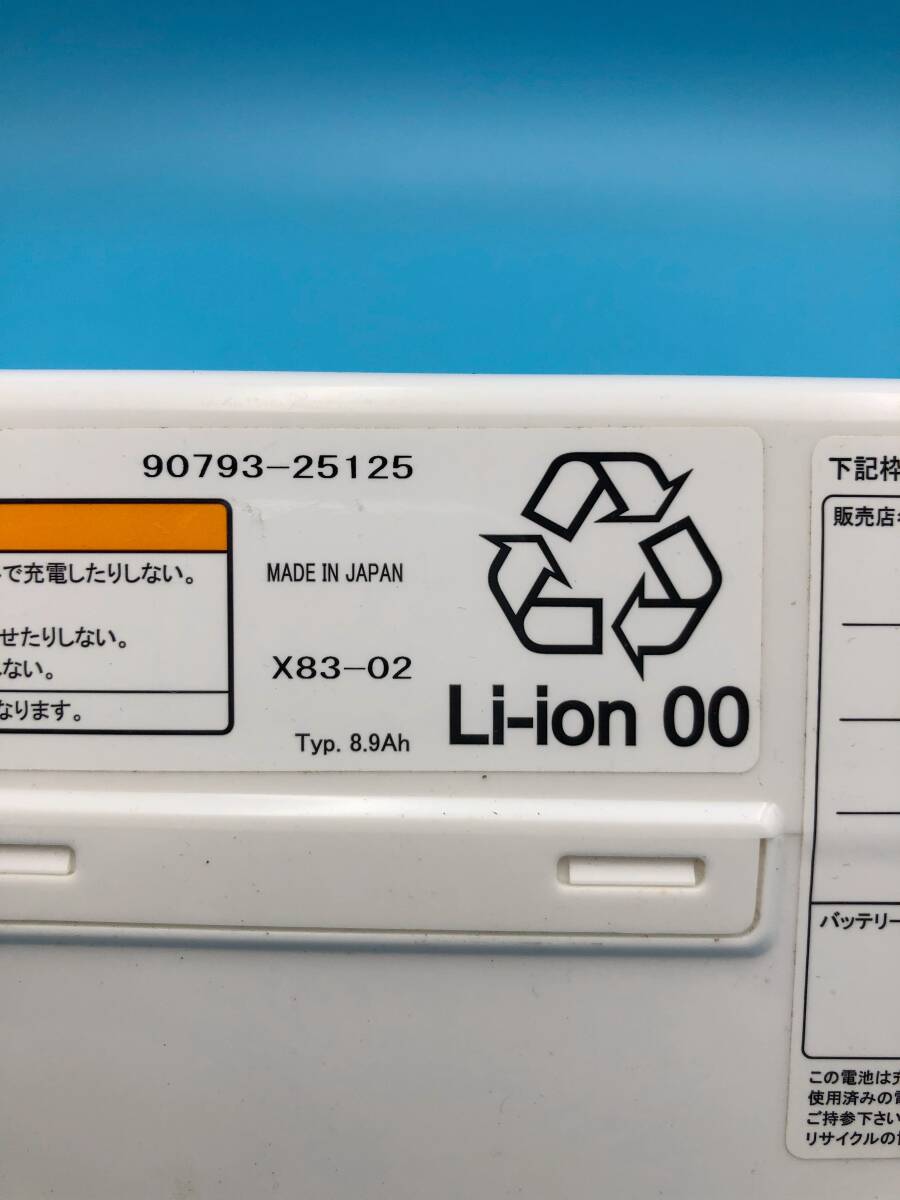 90793-25125
で充電したりしない。
せたりしない。
ない。
なります。
MADE IN JAPAN
X83-02
Typ. 8.9Ah
Li-ion 00
下記枠
販売店
バッテリー
この電池は
使用済みの
ご持参下さい
リサイクルの